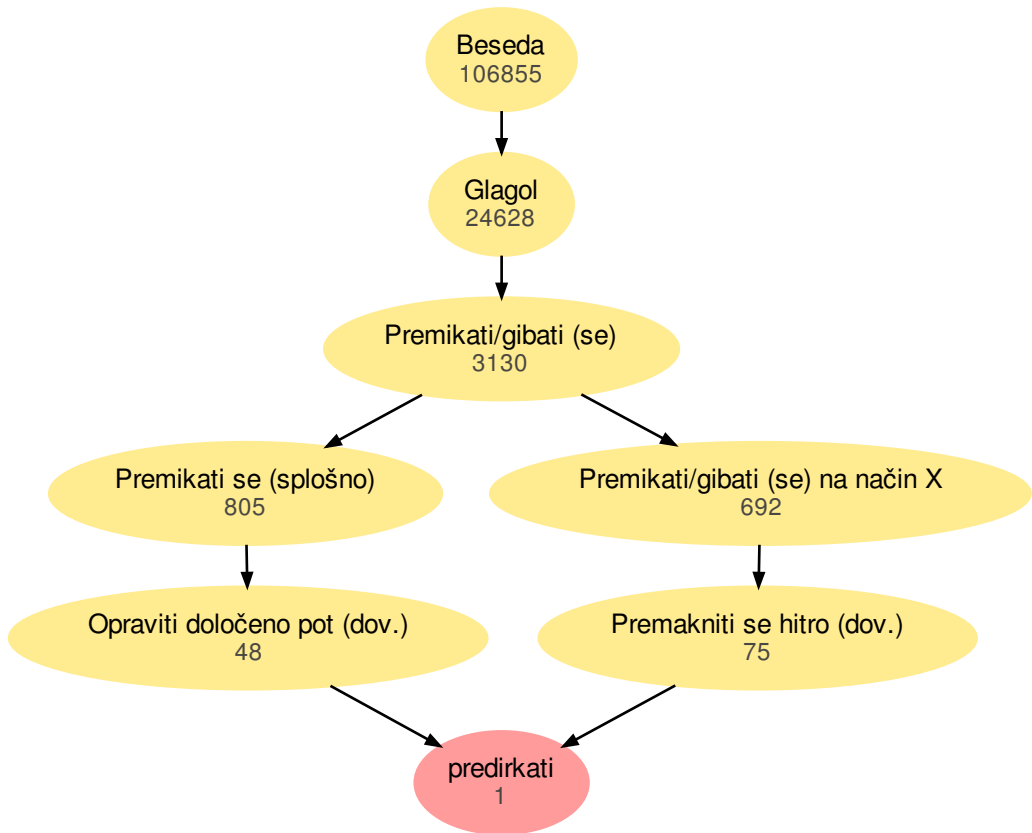 Beseda
106855
Glagol
24628
Premikati/gibati (se)
3130
Premikati se (splošno)
805
Premikati/gibati (se) na način X
692
Opraviti določeno pot (dov.)
48
Premakniti se hitro (dov.)
75
predirkati
1